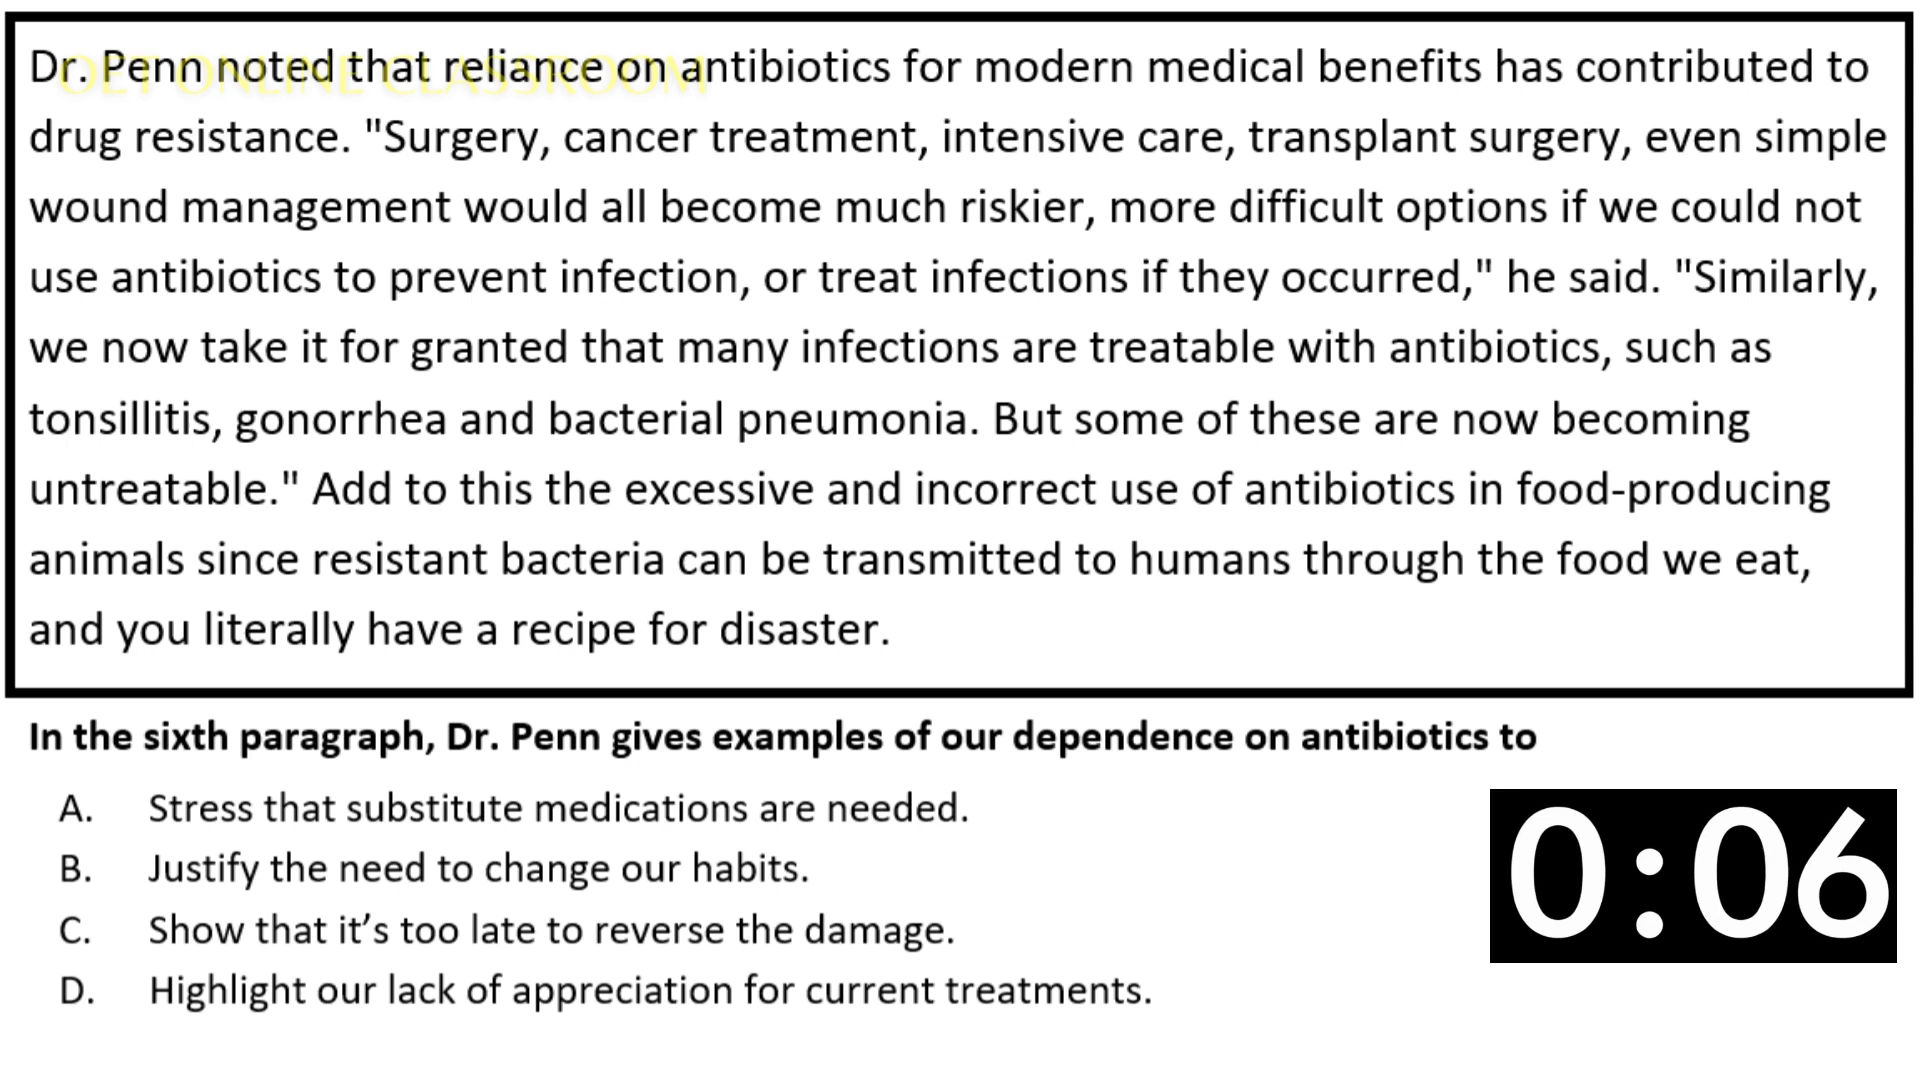 OET ONLINE CLASSROOM
Dr. Penn noted that reliance on antibiotics for modern medical benefits has contributed to
drug resistance. "Surgery, cancer treatment, intensive care, transplant surgery, even simple
wound management would all become much riskier, more difficult options if we could not
use antibiotics to prevent infection, or treat infections if they occurred," he said. "Similarly,
we now take it for granted that many infections are treatable with antibiotics, such as
tonsillitis, gonorrhea and bacterial pneumonia. But some of these are now becoming
untreatable." Add to this the excessive and incorrect use of antibiotics in food-producing
animals since resistant bacteria can be transmitted to humans through the food we eat,
and you literally have a recipe for disaster.
In the sixth paragraph, Dr. Penn gives examples of our dependence on antibiotics to
A. Stress that substitute medications are needed.
B. Justify the need to change our habits.
C. Show that it's too late to reverse the damage.
D. Highlight our lack of appreciation for current treatments.
0:06